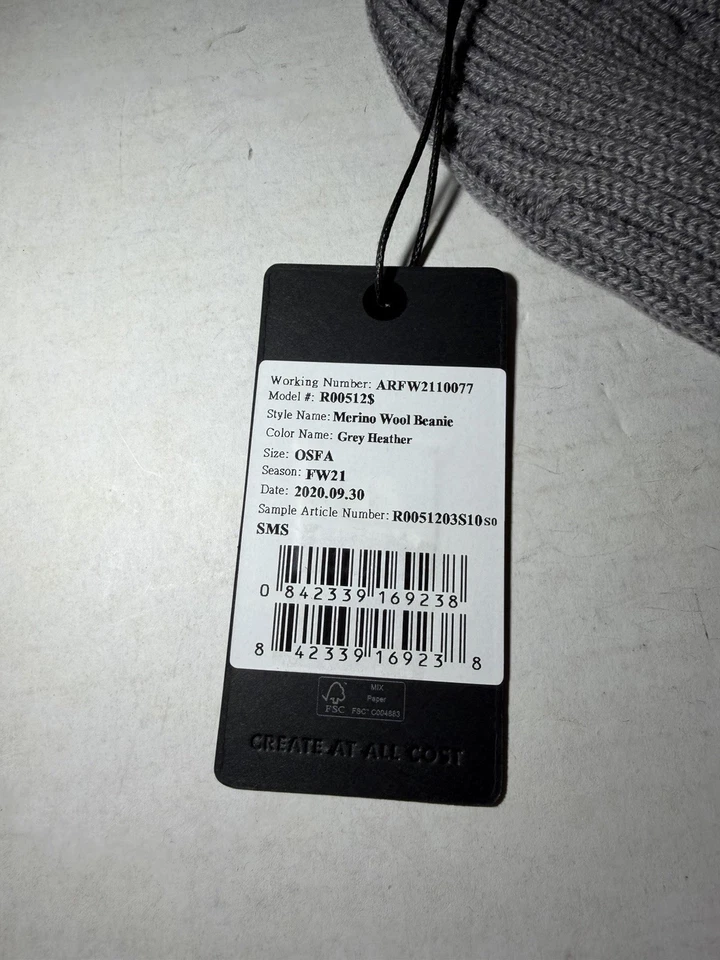 Working Number: ARFW2110077
Model #: R00512$
Style Name: Merino Wool Beanie
Color Name: Grey Heather
Size: OSFA
Season: FW21
Date: 2020.09.30
Sample Article Number: R0051203S10S0
SMS
0 842339 169238
8 42339 16923 8
FSC
MIX
Paper
FSC® C004883
CREATE AT ALL COST